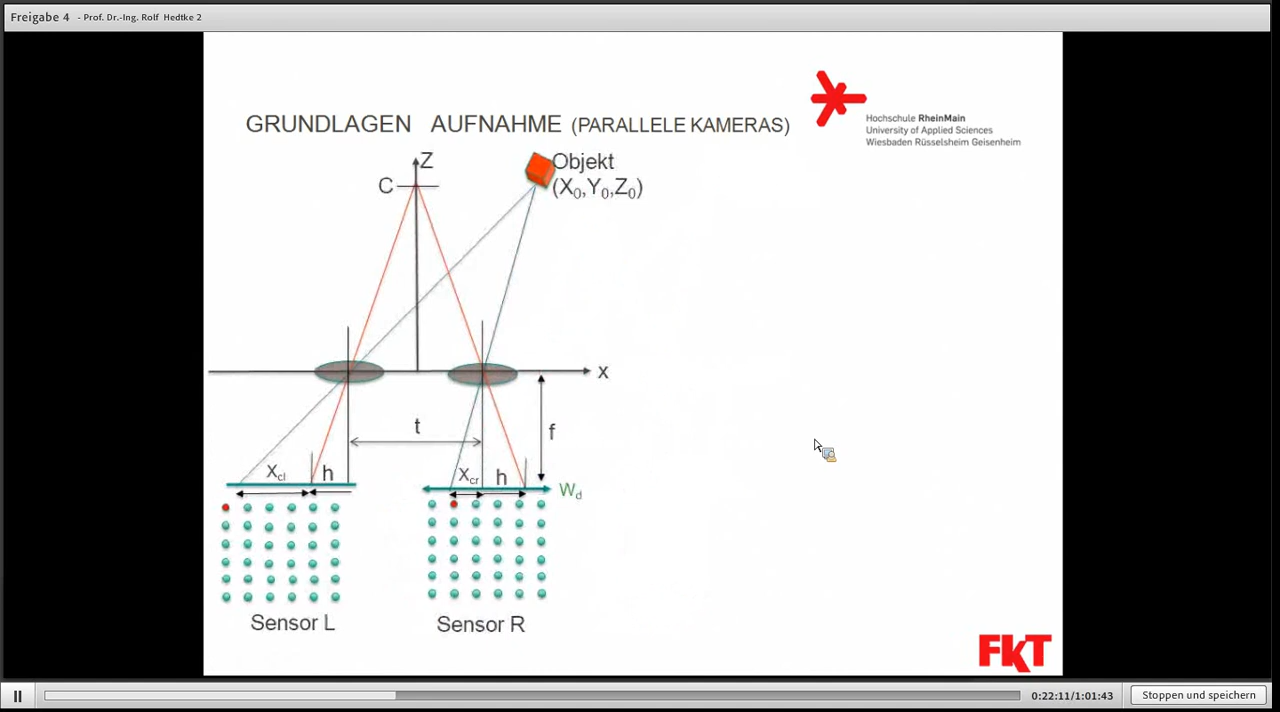 Freigabe 4 - Prof. Dr.-Ing. Rolf Hedtke 2
GRUNDLAGEN AUFNAHME (PARALLELE KAMERAS)
Hochschule RheinMain
University of Applied Sciences
Wiesbaden Rüsselsheim Geisenheim
Z
C
Objekt
(X0,Y0,Z0)
x
t
f
Xcl
h
Xcr
h
Wd
Sensor L
Sensor R
FKT
0:22:11/1:01:43
Stoppen und speichern